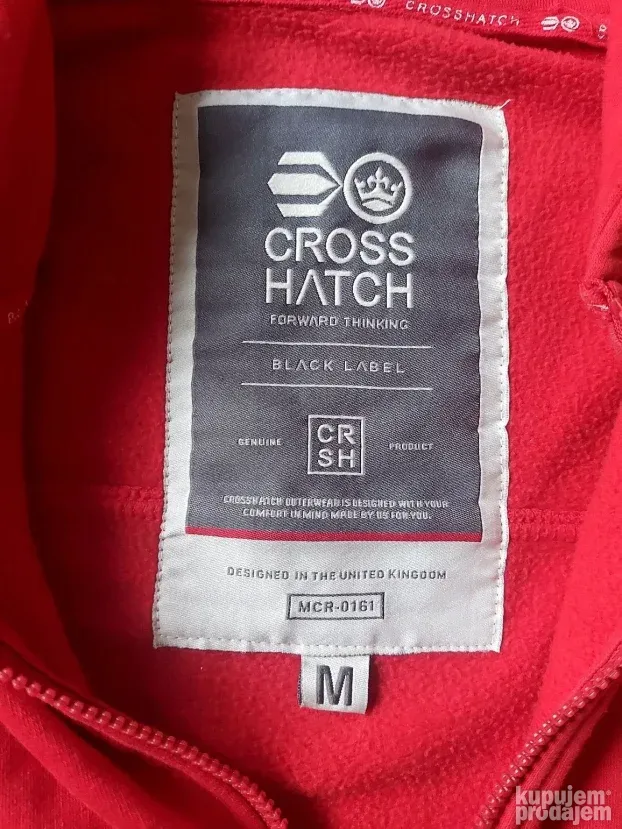 CROSSHATCH
CROSS
HATCH
FORWARD THINKING
BLACK LABEL
GENUINE
CR
SH
PRODUCT
CROSSHATCH OUTERWEAR IS DESIGNED WITH YOUR
COMFORT IN MIND MADE BY US FOR YOU.
DESIGNED IN THE UNITED KINGDOM
MCR-0161
M
kupujem
prodajem